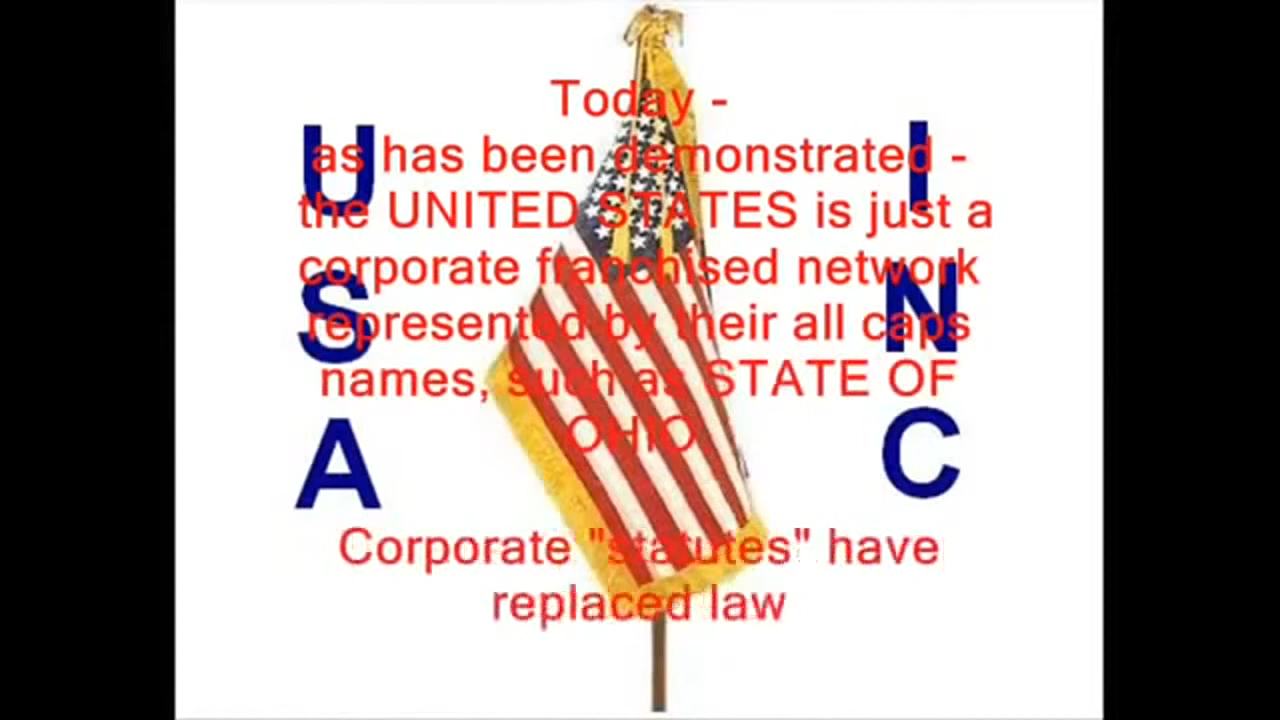 Today -
as has been demonstrated -
the UNITED STATES is just a
corporate franchised network
represented by their all caps
names, such as STATE OF
OHIO
Corporate "statutes" have
replaced law
U
S
A
I
N
C